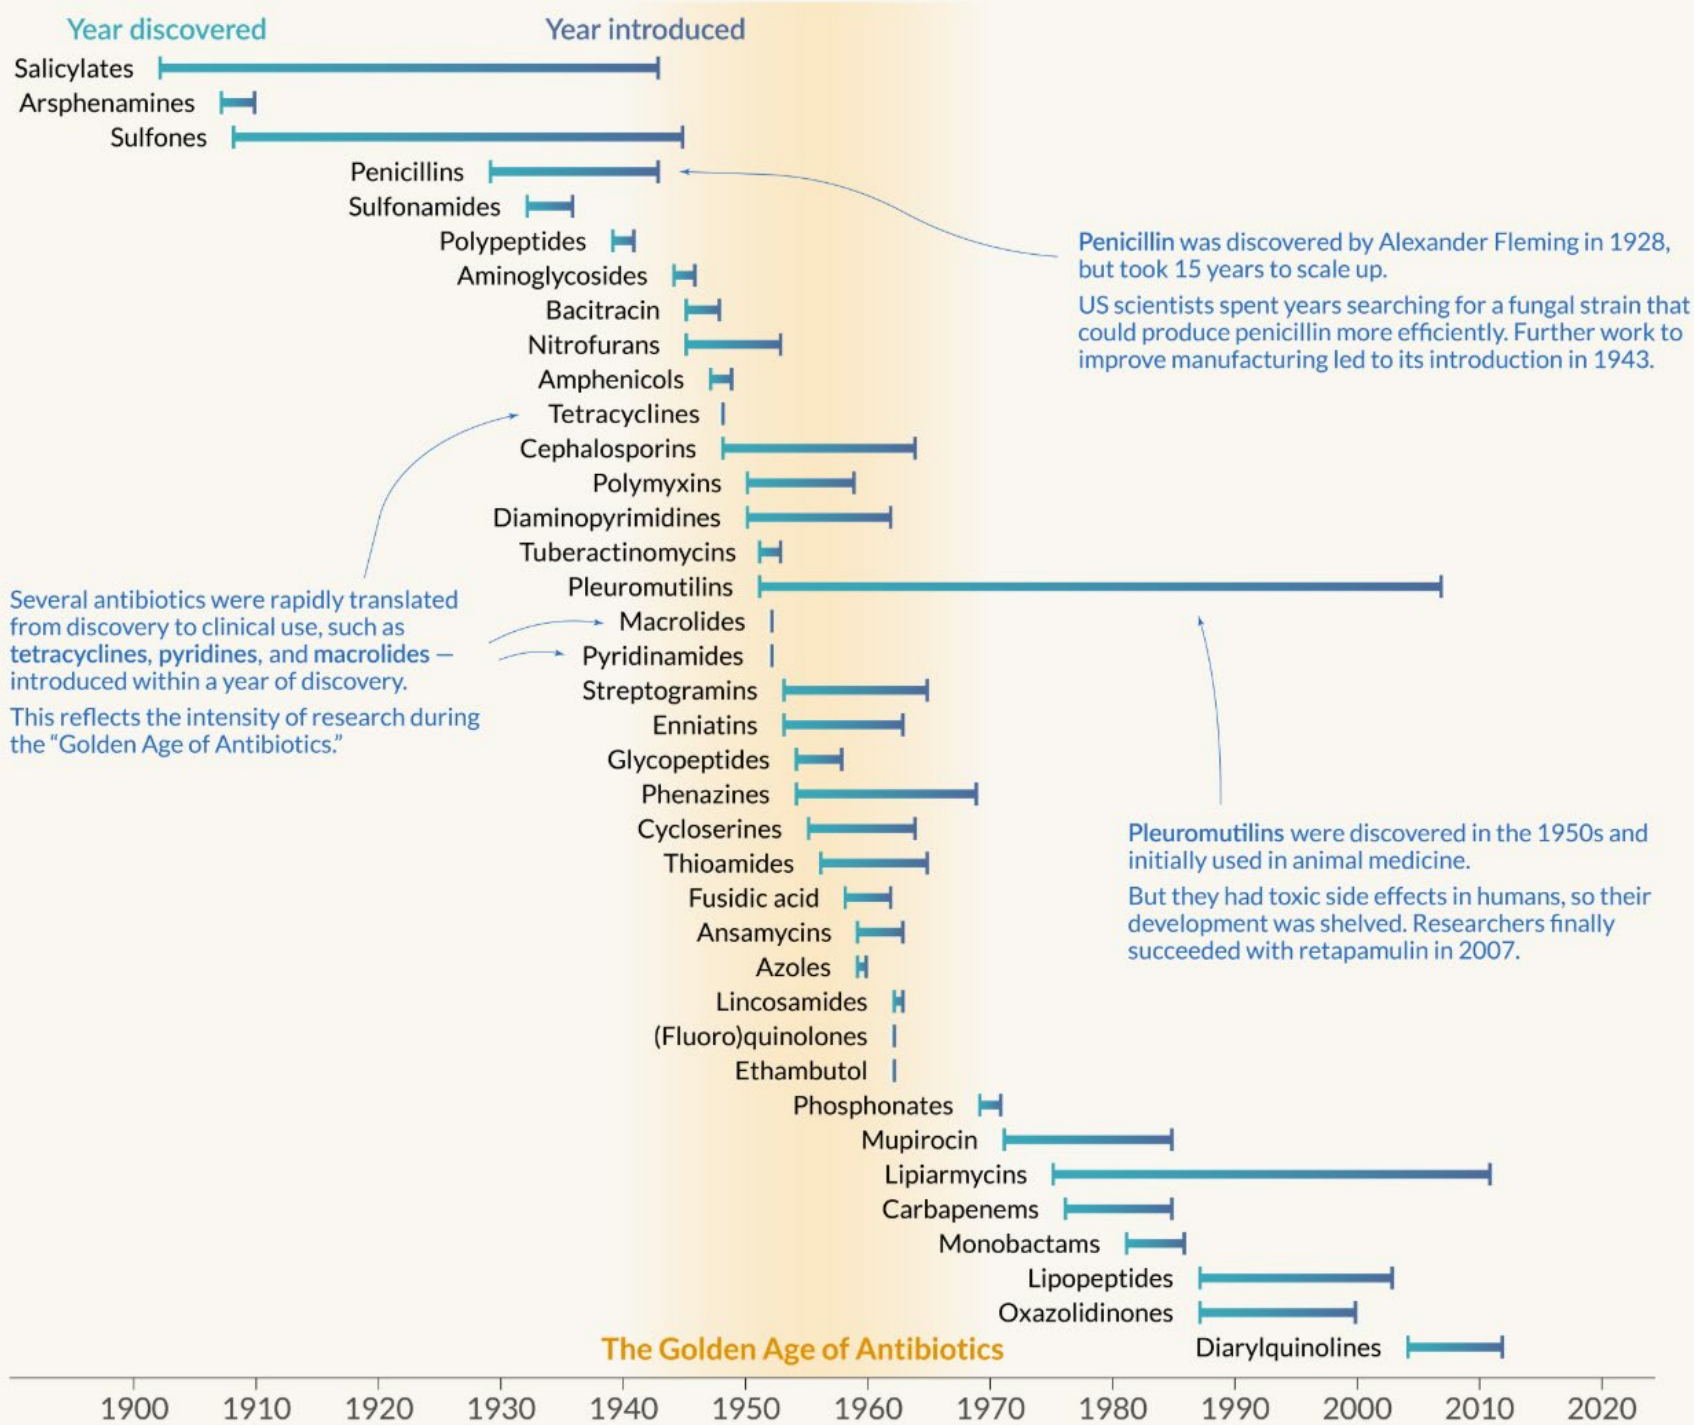 Year discovered
Year introduced
Salicylates
Arsphenamines
Sulfones
Penicillins
Sulfonamides
Polypeptides
Aminoglycosides
Bacitracin
Nitrofurans
Amphenicols
Tetracyclines
Cephalosporins
Polymyxins
Diaminopyrimidines
Tuberactinomycins
Pleuromutilins
Macrolides
Pyridinamides
Streptogramins
Enniatins
Glycopeptides
Phenazines
Cycloserines
Thioamides
Fusidic acid
Ansamycins
Azoles
Lincosamides
(Fluoro)quinolones
Ethambutol
Phosphonates
Mupirocin
Lipiarmycins
Carbapenems
Monobactams
Lipopeptides
Oxazolidinones
Diarylquinolines
Penicillin was discovered by Alexander Fleming in 1928,
but took 15 years to scale up.
US scientists spent years searching for a fungal strain that
could produce penicillin more efficiently. Further work to
improve manufacturing led to its introduction in 1943.
Several antibiotics were rapidly translated
from discovery to clinical use, such as
tetracyclines, pyridines, and macrolides —
introduced within a year of discovery.
This reflects the intensity of research during
the “Golden Age of Antibiotics.”
Pleuromutilins were discovered in the 1950s and
initially used in animal medicine.
But they had toxic side effects in humans, so their
development was shelved. Researchers finally
succeeded with retapamulin in 2007.
The Golden Age of Antibiotics
1900 1910 1920 1930 1940 1950 1960 1970 1980 1990 2000 2010 2020